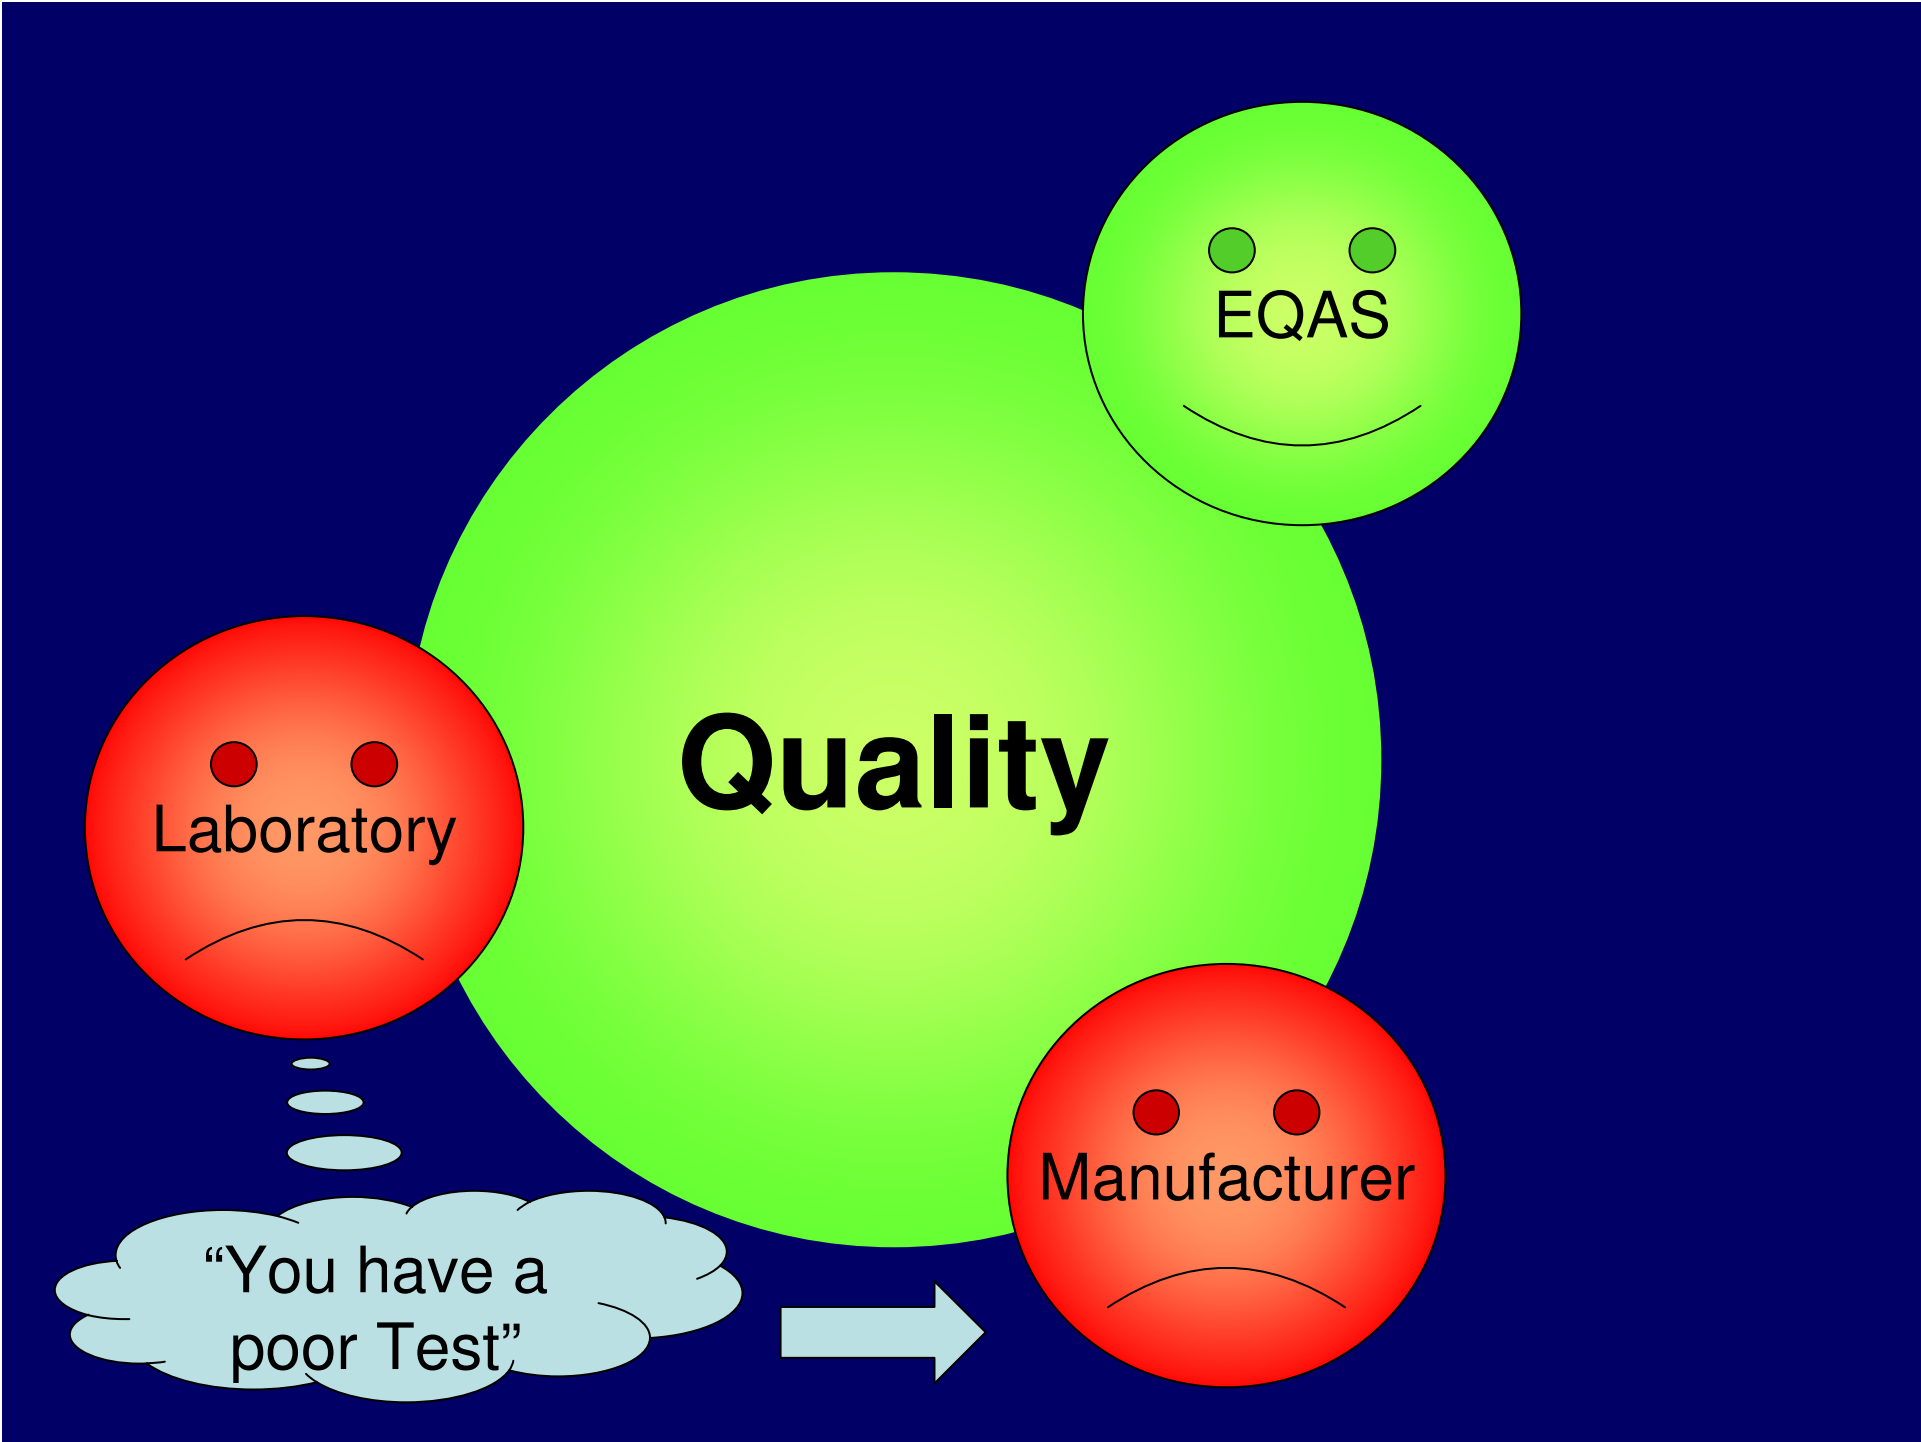 EQAS
Quality
Laboratory
Manufacturer
“You have a
poor Test”